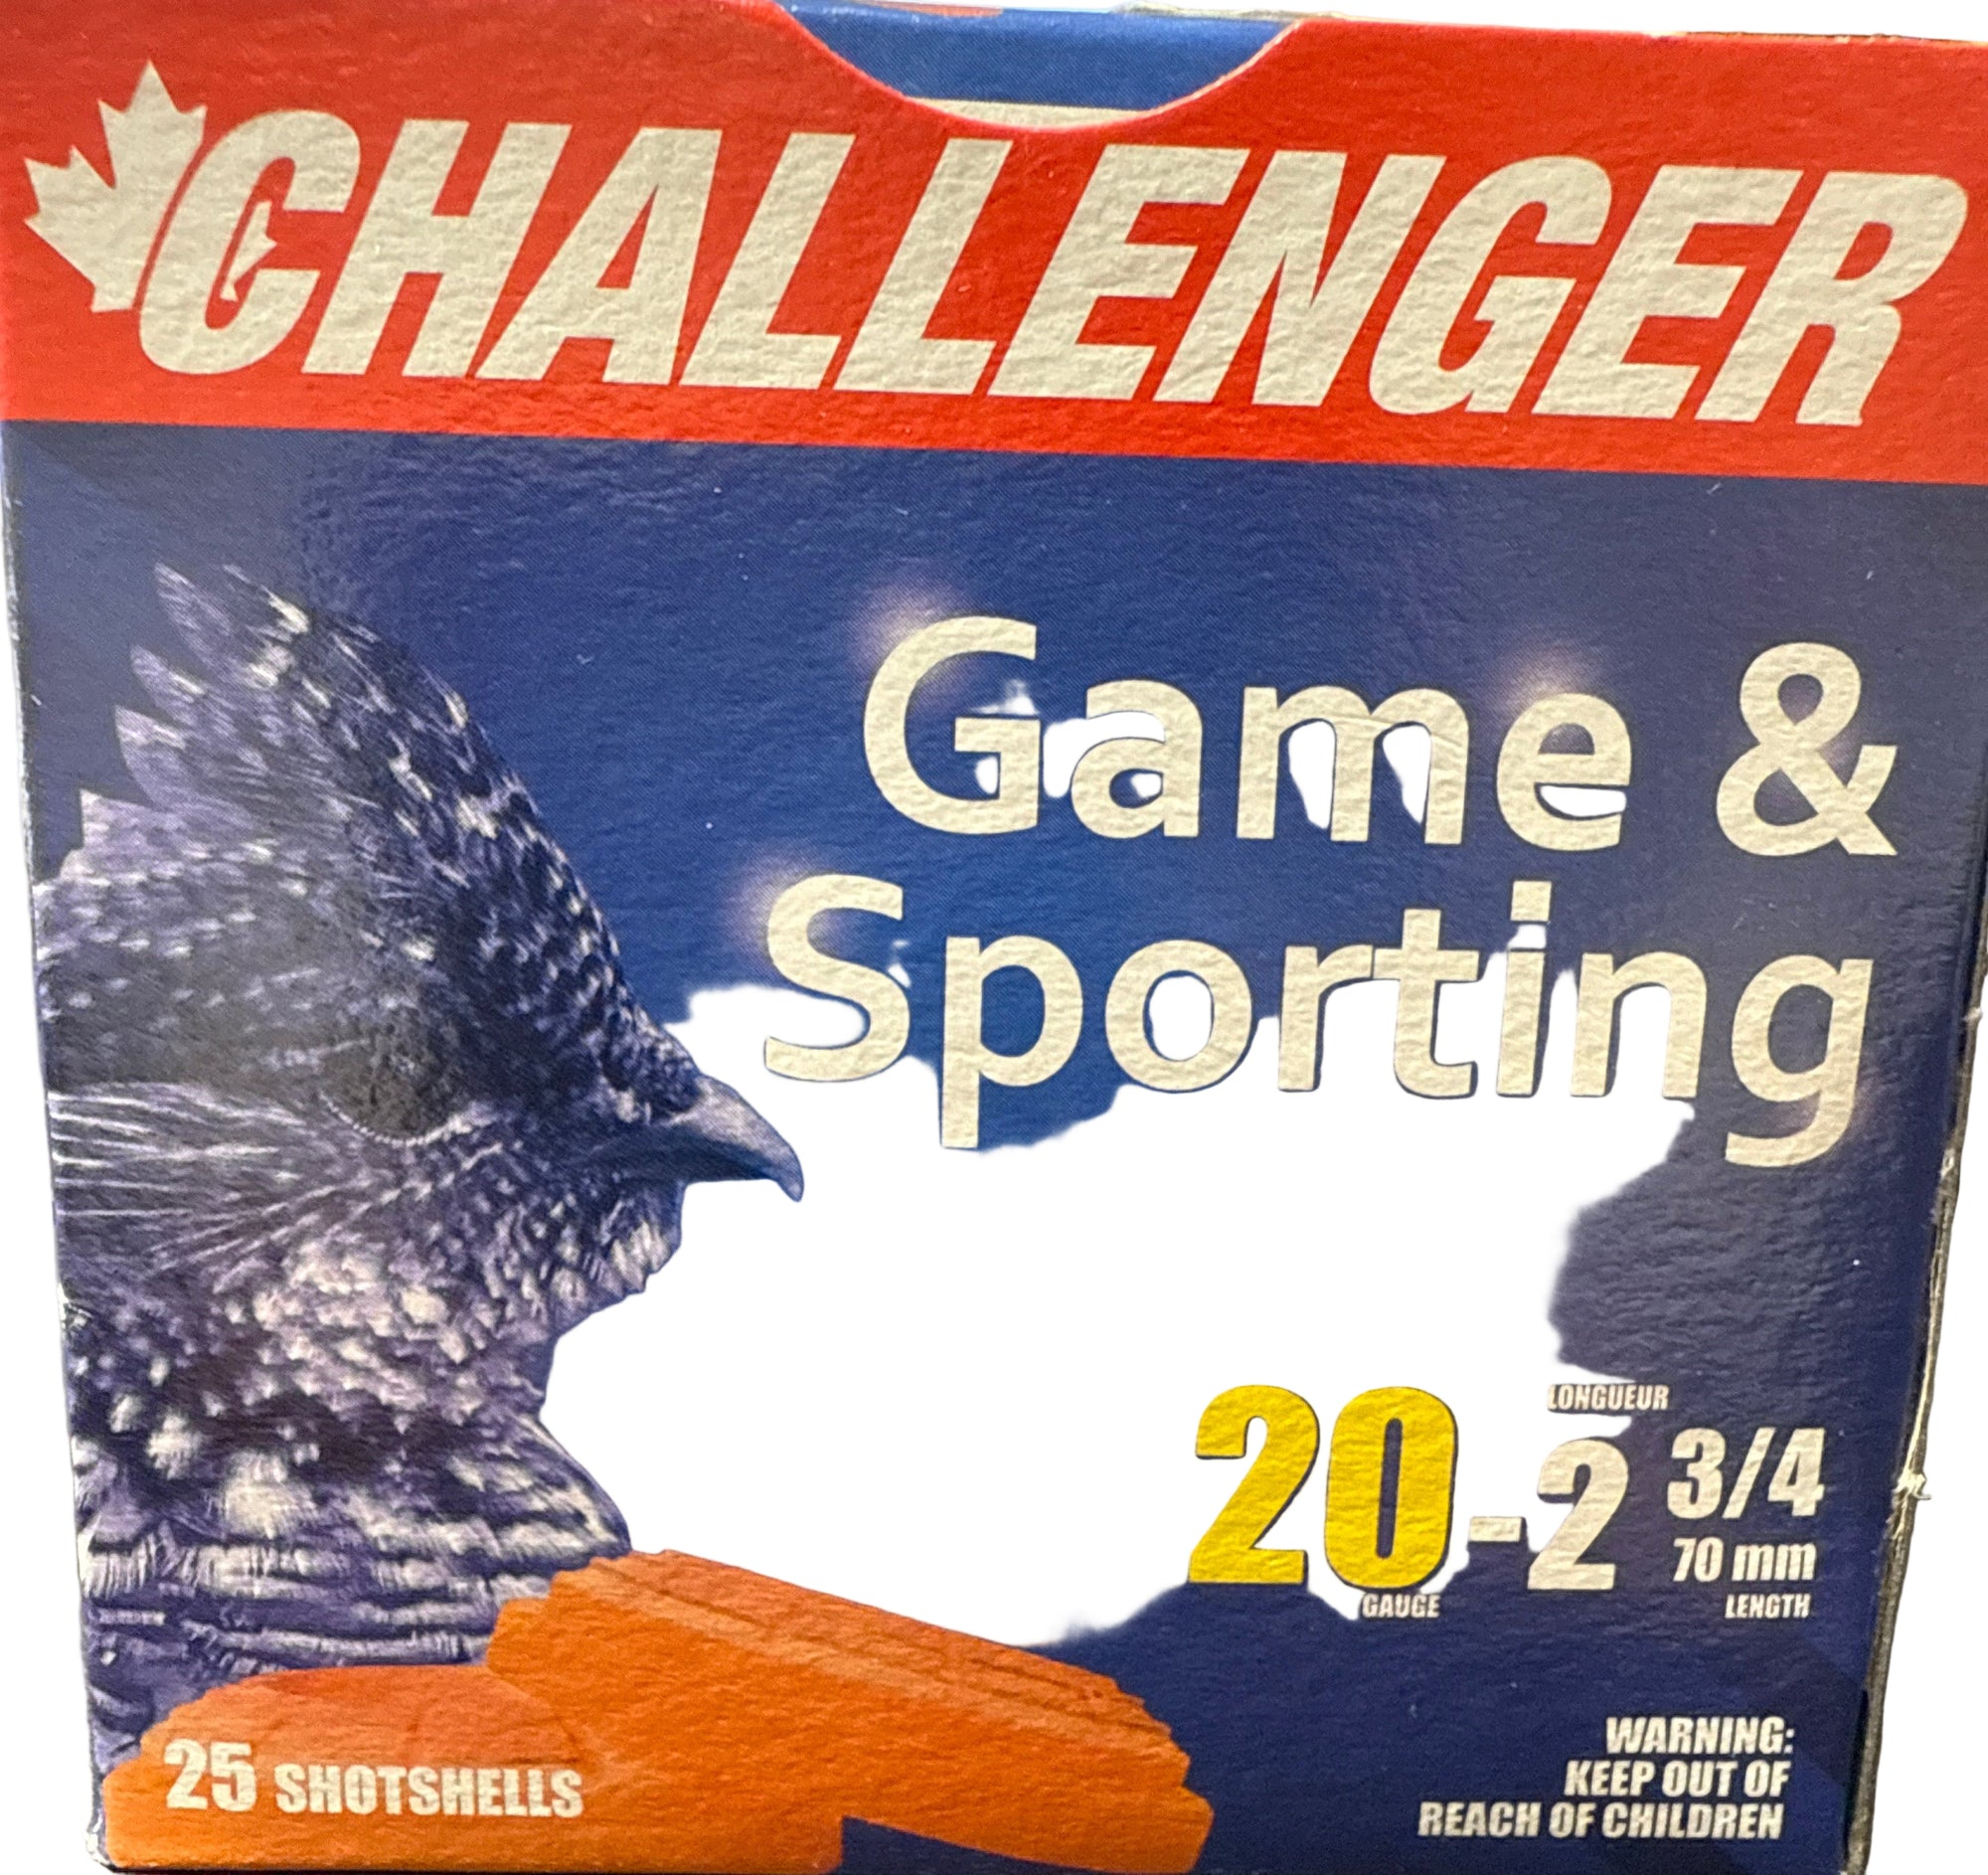 CHALLENGER
Game &
Sporting
LONGUEUR
20-2 3/4
70 mm
GAUGE
LENGTH
25 SHOTSHELLS
WARNING:
KEEP OUT OF
REACH OF CHILDREN